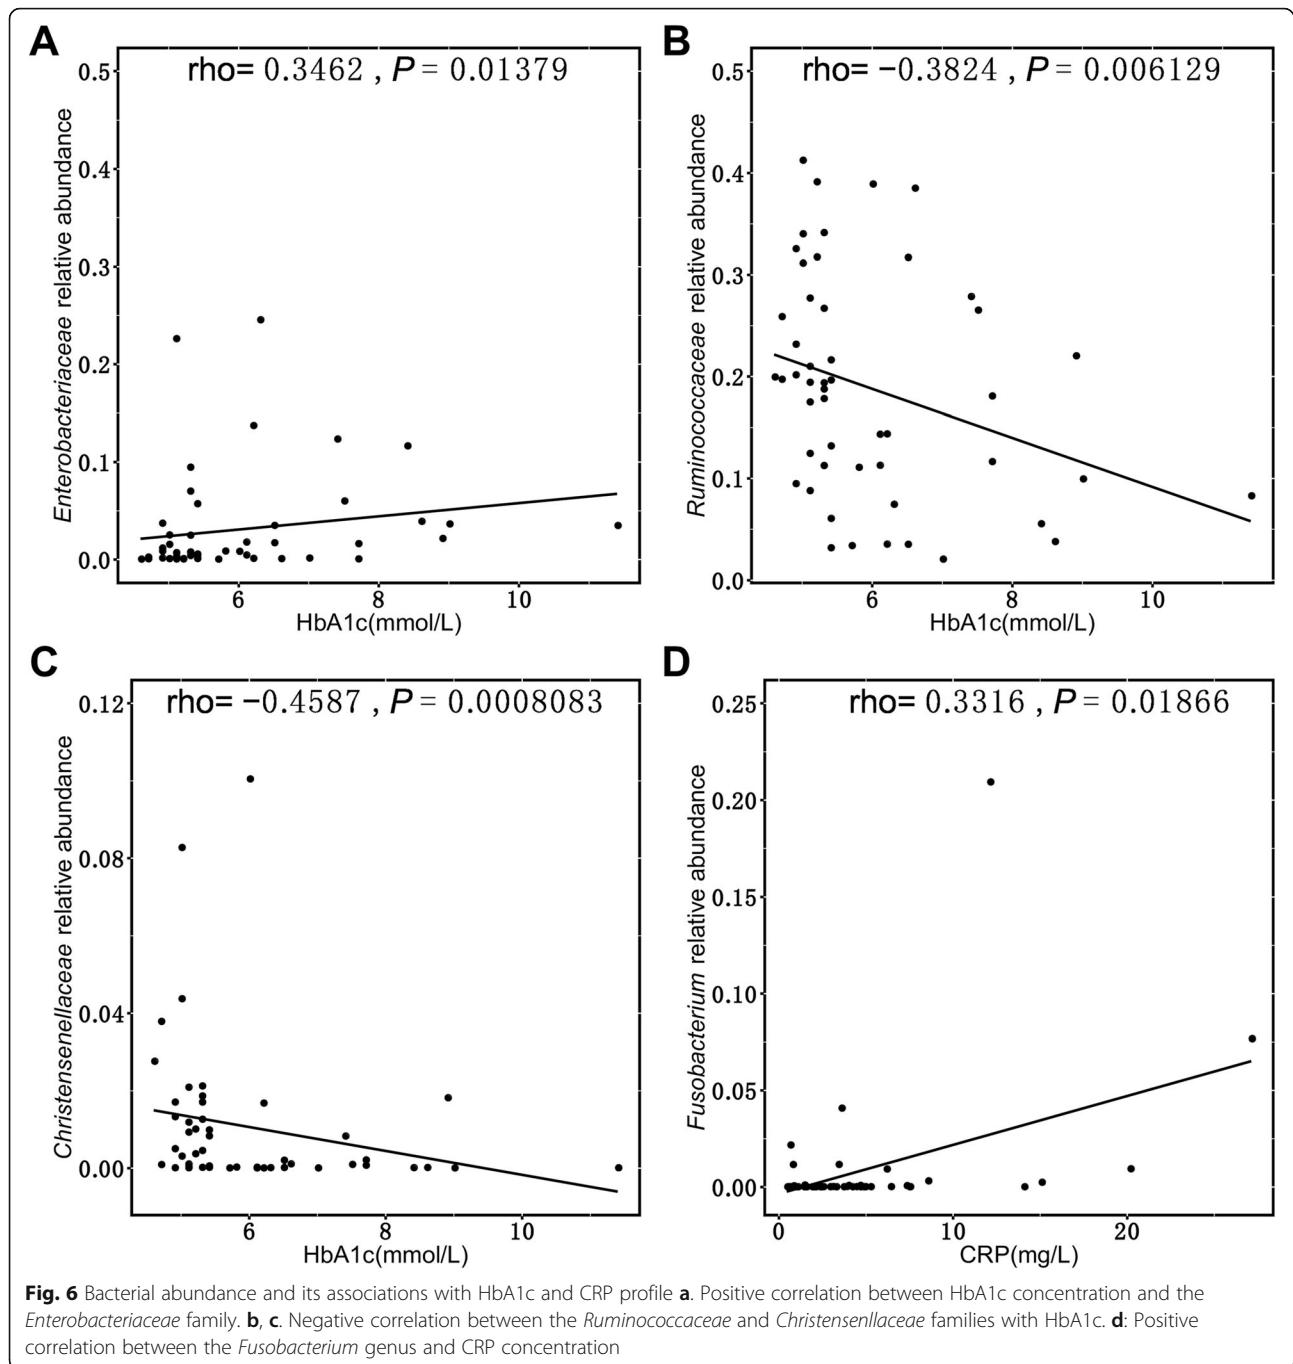 A
rho= 0.3462 , P = 0.01379
Enterobacteriaceae relative abundance
0.5
0.4
0.3
0.2
0.1
0.0
6 8 10
HbA1c(mmol/L)
B
rho= −0.3824 , P = 0.006129
Ruminococcaceae relative abundance
0.5
0.4
0.3
0.2
0.1
0.0
6 8 10
HbA1c(mmol/L)
C
rho= −0.4587 , P = 0.0008083
Christensenellaceae relative abundance
0.12
0.08
0.04
0.00
6 8 10
HbA1c(mmol/L)
D
rho= 0.3316 , P = 0.01866
Fusobacterium relative abundance
0.25
0.20
0.15
0.10
0.05
0.00
0 10 20
CRP(mg/L)
Fig. 6 Bacterial abundance and its associations with HbA1c and CRP profile a. Positive correlation between HbA1c concentration and the
Enterobacteriaceae family. b, c. Negative correlation between the Ruminococcaceae and Christensenllaceae families with HbA1c. d: Positive
correlation between the Fusobacterium genus and CRP concentration